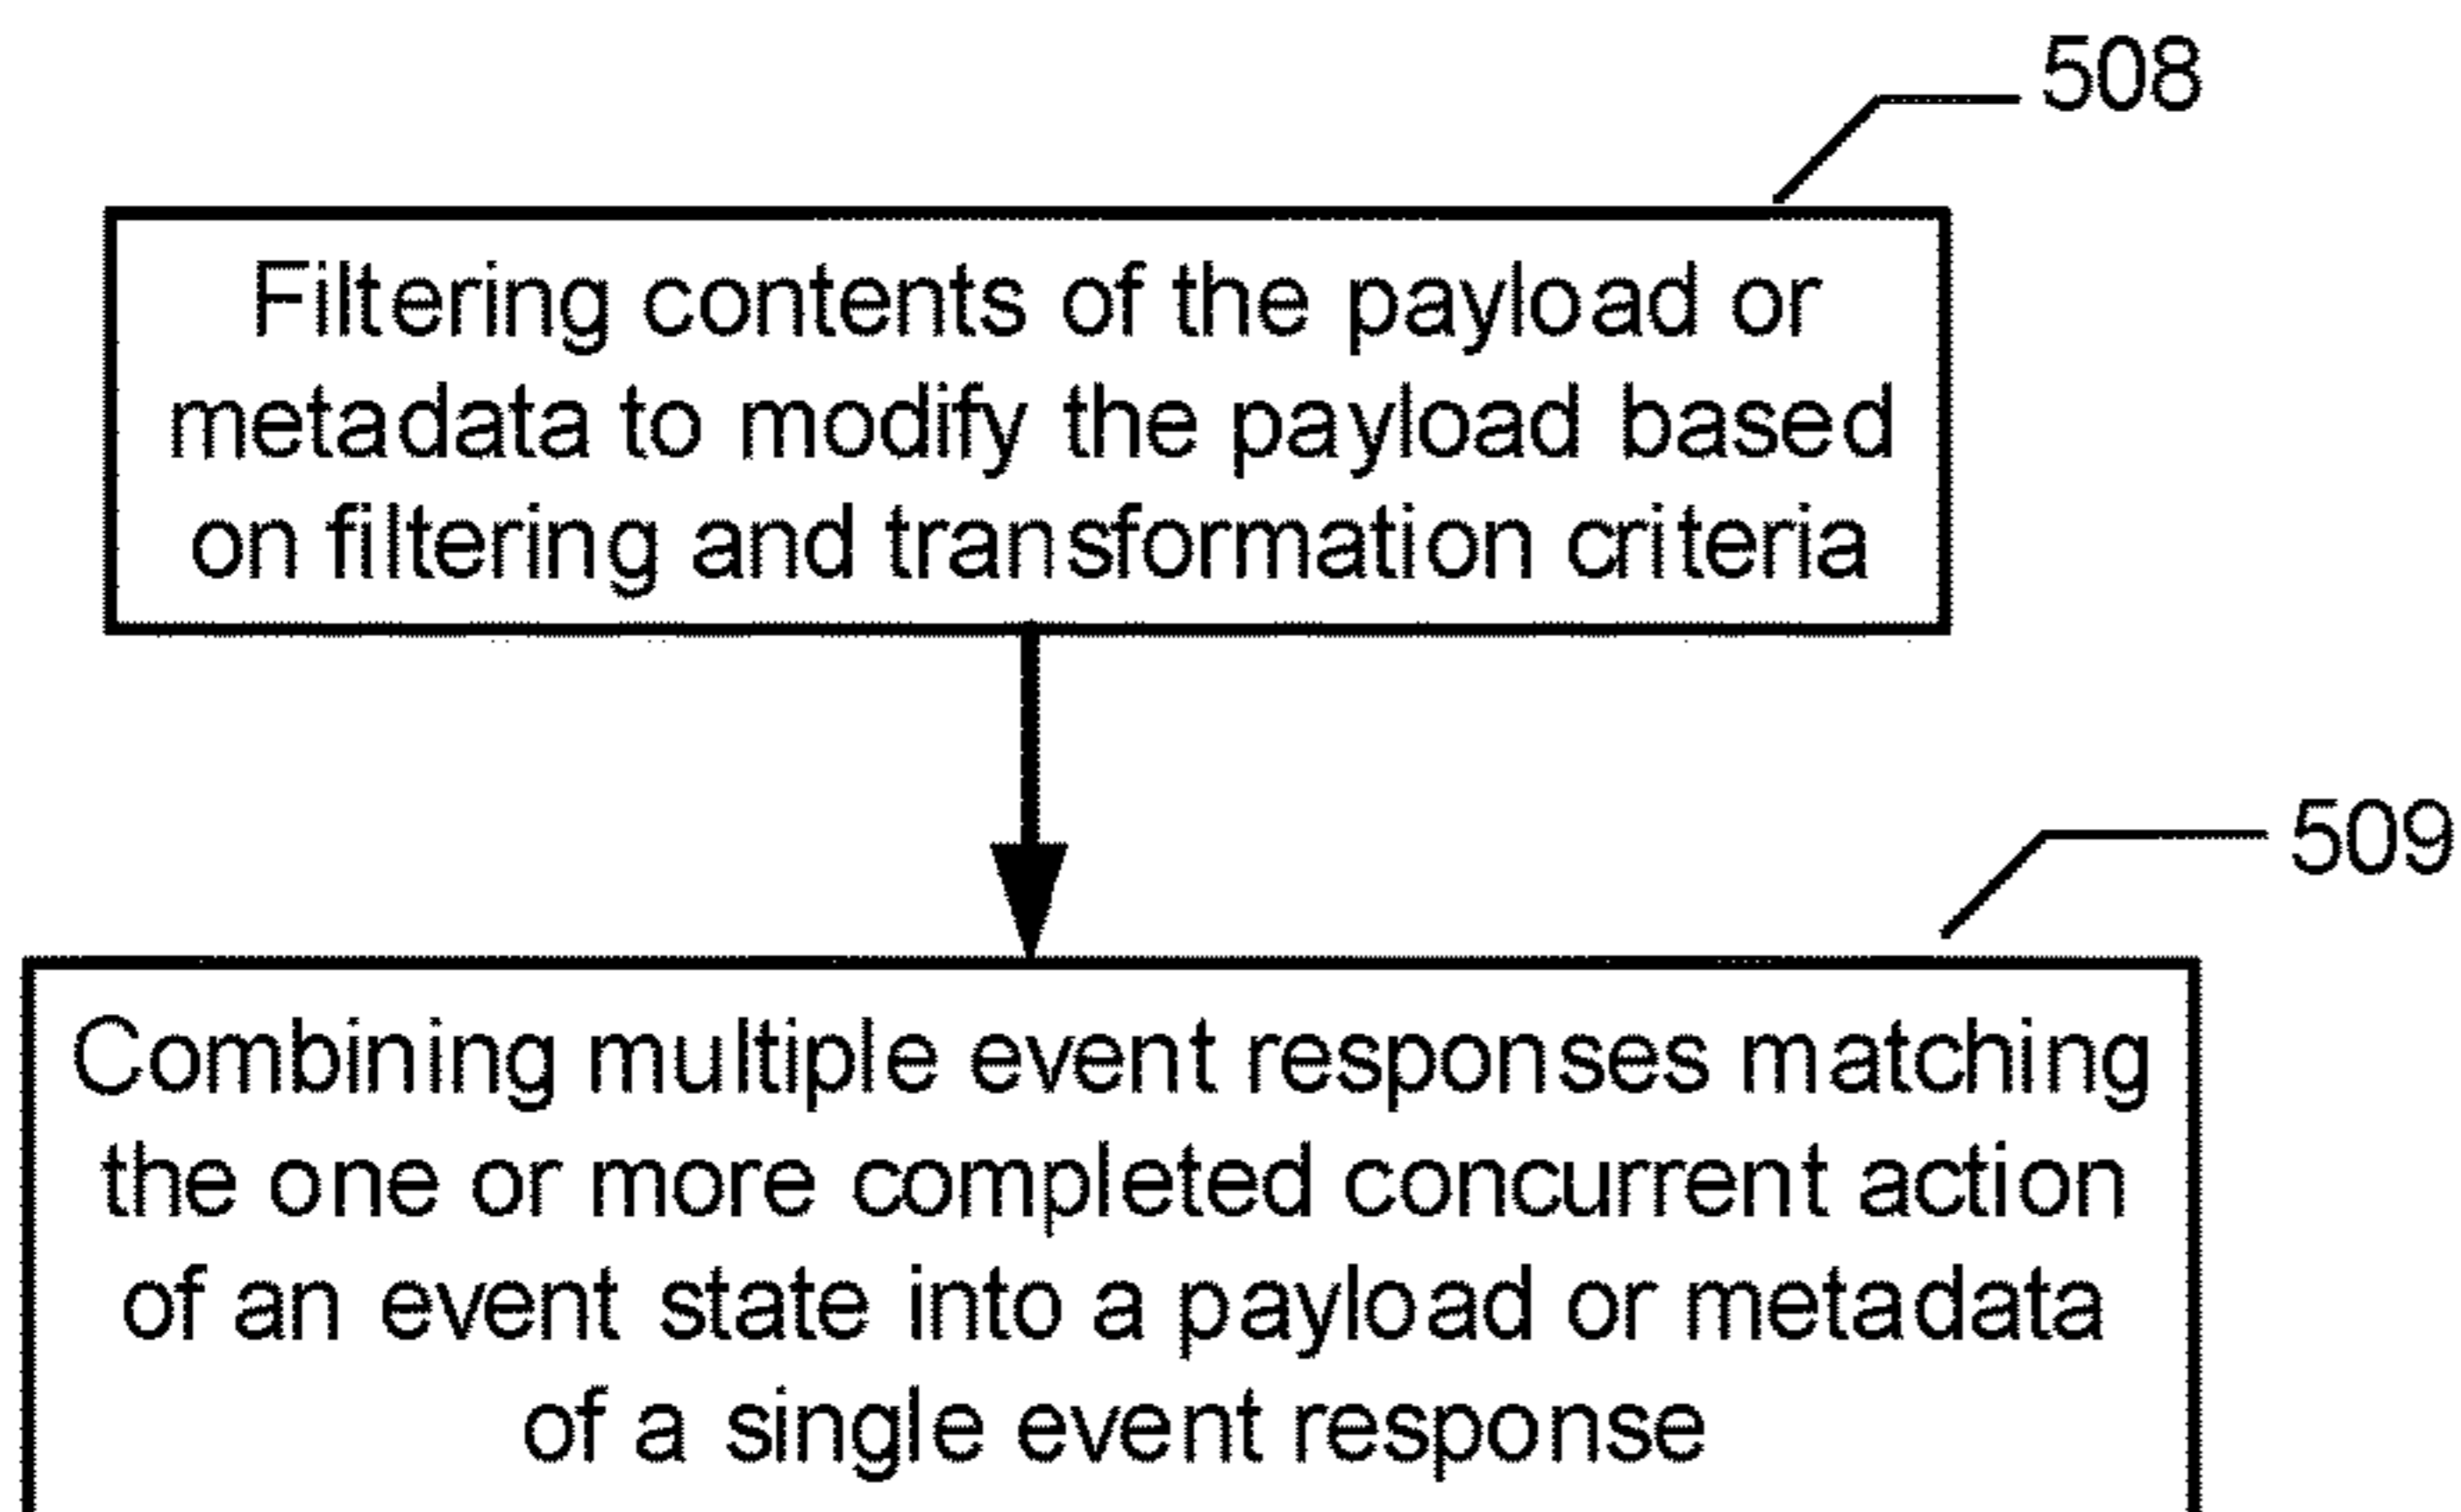 508
Filtering contents of the payload or
metadata to modify the payload based
on filtering and transformation criteria
509
Combining multiple event responses matching
the one or more completed concurrent action
of an event state into a payload or metadata
of a single event response